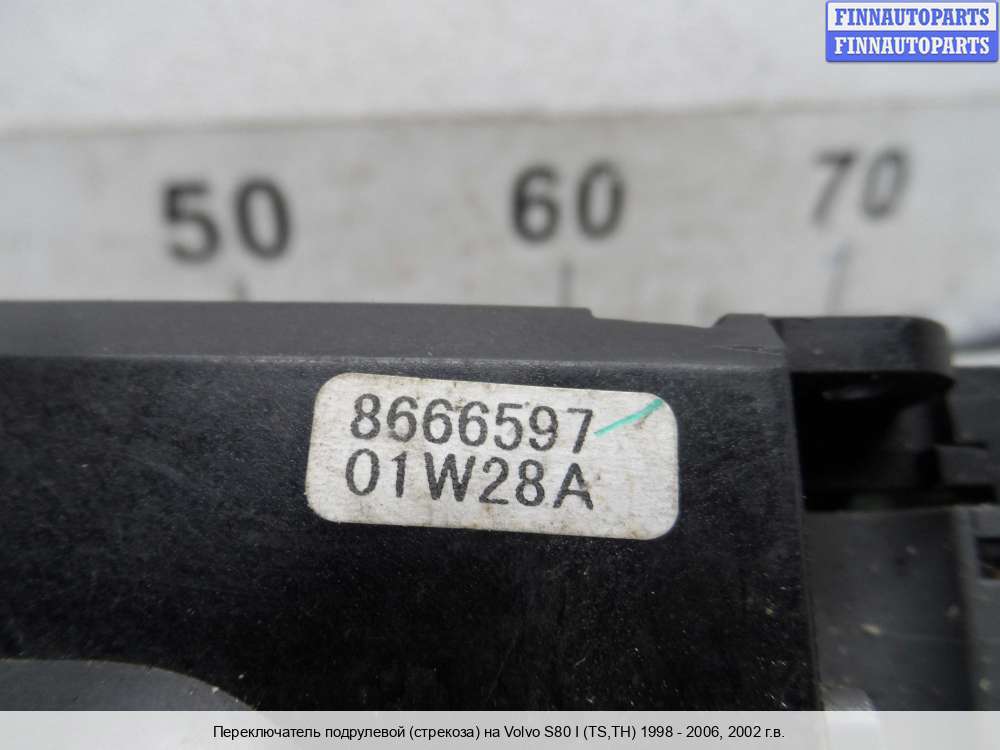 FINNAUTOPARTS
FINNAUTOPARTS
50 60 70
8666597
01W28A
Переключатель подрулевой (стрекоза) на Volvo S80 I (TS,TH) 1998 - 2006, 2002 г.в.